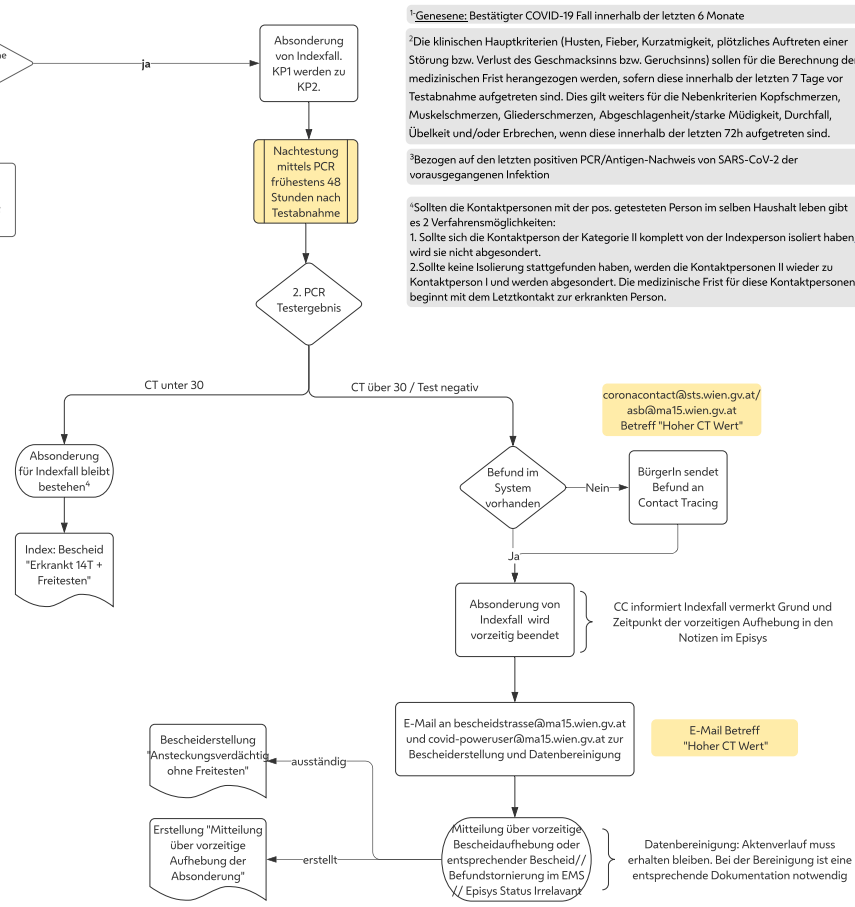 ne
ja
Absonderung
von Indexfall.
KP1 werden zu
KP2.
Nachtestung
mittels PCR
frühestens 48
Stunden nach
Testabnahme
2. PCR
Testergebnis
1-Genesene: Bestätigter COVID-19 Fall innerhalb der letzten 6 Monate
2Die klinischen Hauptkriterien (Husten, Fieber, Kurzatmigkeit, plötzliches Auftreten einer
Störung bzw. Verlust des Geschmacksinns bzw. Geruchsinns) sollen für die Berechnung der
medizinischen Frist herangezogen werden, sofern diese innerhalb der letzten 7 Tage vor
Testabnahme aufgetreten sind. Dies gilt weiters für die Nebenkriterien Kopfschmerzen,
Muskelschmerzen, Gliederschmerzen, Abgeschlagenheit/starke Müdigkeit, Durchfall,
Übelkeit und/oder Erbrechen, wenn diese innerhalb der letzten 72h aufgetreten sind.
3Bezogen auf den letzten positiven PCR/Antigen-Nachweis von SARS-CoV-2 der
vorausgegangenen Infektion
4Sollten die Kontaktpersonen mit der pos. getesteten Person im selben Haushalt leben gibt
es 2 Verfahrensmöglichkeiten:
1. Sollte sich die Kontaktperson der Kategorie II komplett von der Indexperson isoliert haben,
wird sie nicht abgesondert.
2.Sollte keine Isolierung stattgefunden haben, werden die Kontaktpersonen II wieder zu
Kontaktperson I und werden abgesondert. Die medizinische Frist für diese Kontaktpersonen
beginnt mit dem Letztkontakt zur erkrankten Person.
CT unter 30
CT über 30 / Test negativ
coronacontact@sts.wien.gv.at/
asb@ma15.wien.gv.at
Betreff "Hoher CT Wert"
Absonderung
für Indexfall bleibt
bestehen4
Befund im
System
vorhanden
Nein
BürgerIn sendet
Befund an
Contact Tracing
Index: Bescheid
"Erkrankt 14T +
Freitesten"
Ja
Absonderung von
Indexfall wird
vorzeitig beendet
CC informiert Indexfall vermerkt Grund und
Zeitpunkt der vorzeitigen Aufhebung in den
Notizen im Episys
E-Mail an bescheidstrasse@ma15.wien.gv.at
und covid-poweruser@ma15.wien.gv.at zur
Bescheiderstellung und Datenbereinigung
E-Mail Betreff
"Hoher CT Wert"
Bescheiderstellung
"Ansteckungsverdächtig
ohne Freitesten"
ausständig
Erstellung "Mitteilung
über vorzeitige
Aufhebung der
Absonderung"
erstellt
Mitteilung über vorzeitige
Bescheidaufhebung oder
entsprechender Bescheid//
Befundstornierung im EMS
// Episys Status Irrelavant
Datenbereinigung: Aktenverlauf muss
erhalten bleiben. Bei der Bereinigung ist eine
entsprechende Dokumentation notwendig